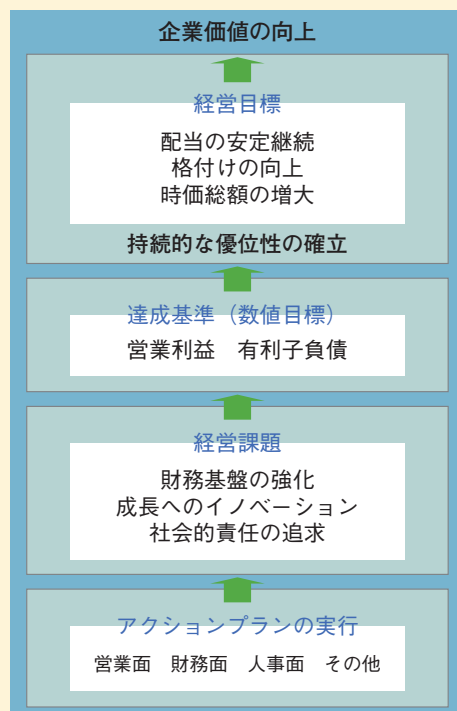 企業価値の向上
経営目標
配当の安定継続
格付けの向上
時価総額の増大
持続的な優位性の確立
達成基準（数値目標）
営業利益　有利子負債
経営課題
財務基盤の強化
成長へのイノベーション
社会的責任の追求
アクションプランの実行
営業面　財務面　人事面　その他